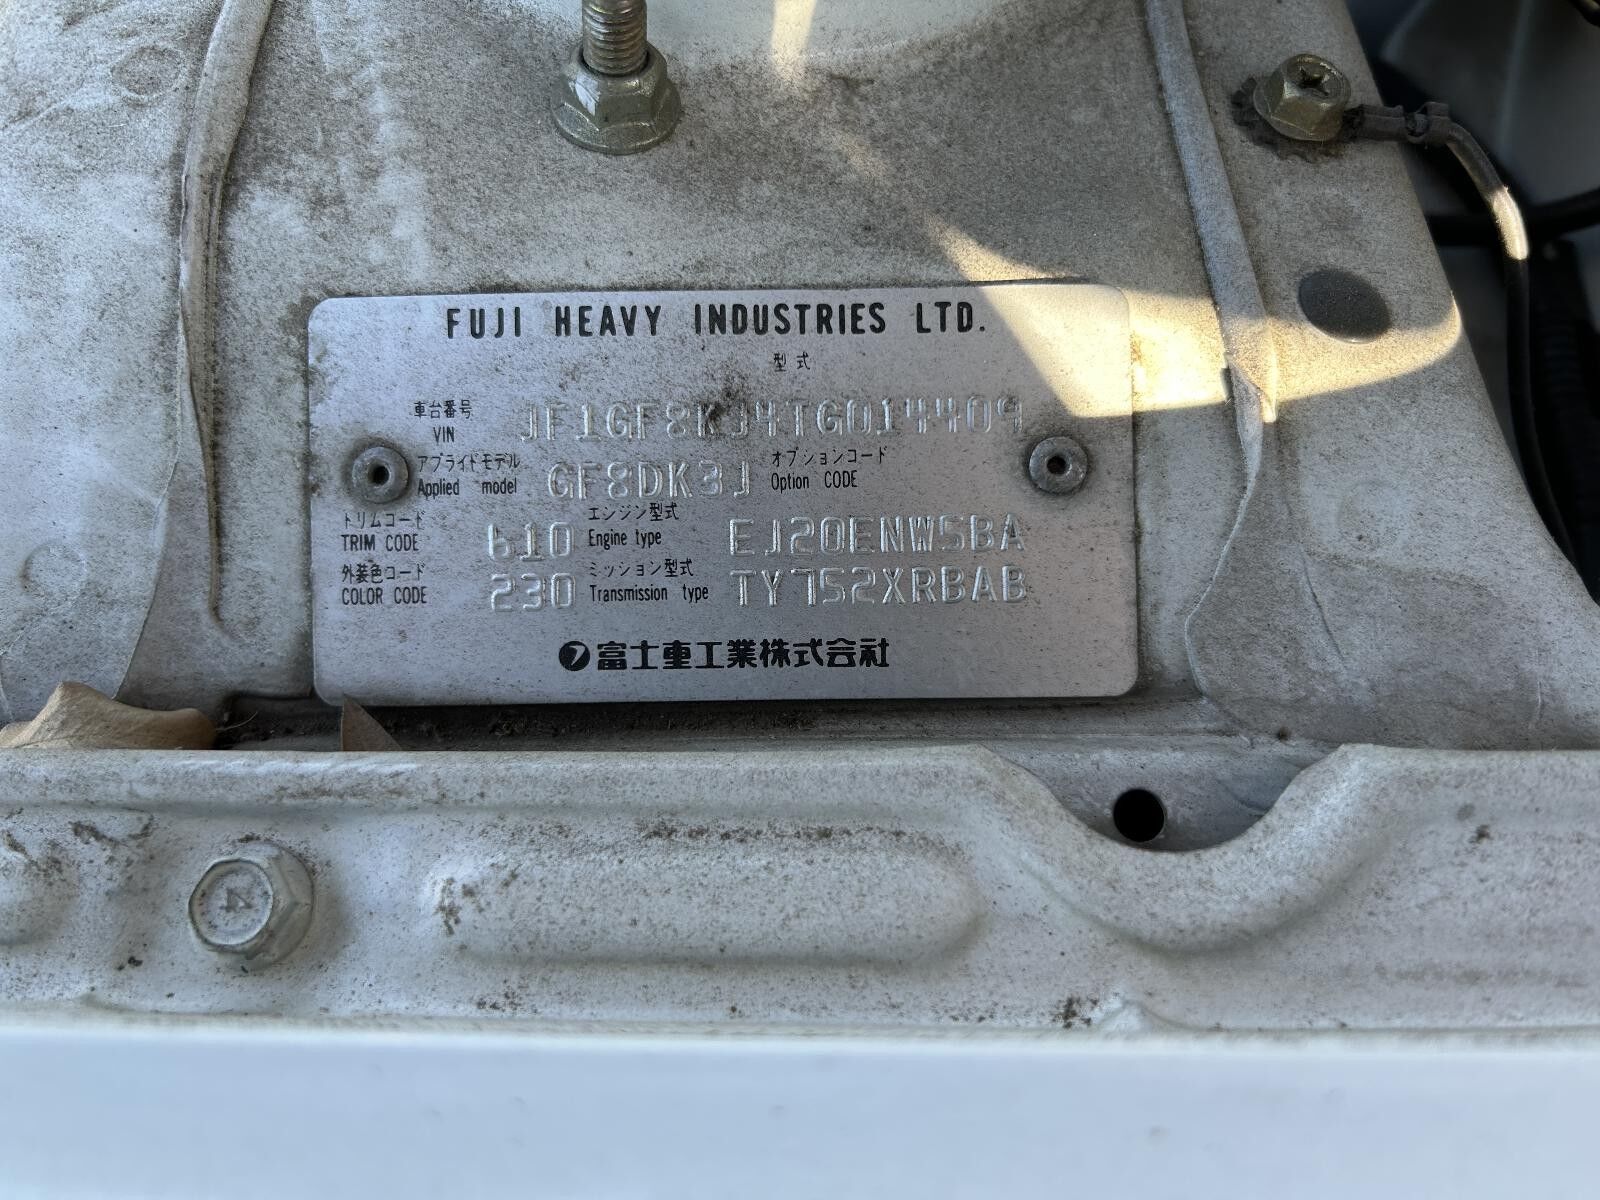 FUJI HEAVY INDUSTRIES LTD.
型式
車台番号
VIN JF1GF8KJ4TG014409
アプライドモデル オプションコード
Applied model GF8DK3J Option CODE
トリムコード エンジン型式
TRIM CODE 610 Engine type EJ20ENW5BA
外装色コード ミッション型式
COLOR CODE 230 Transmission type TY752XRBAB
富士重工業株式会社
4